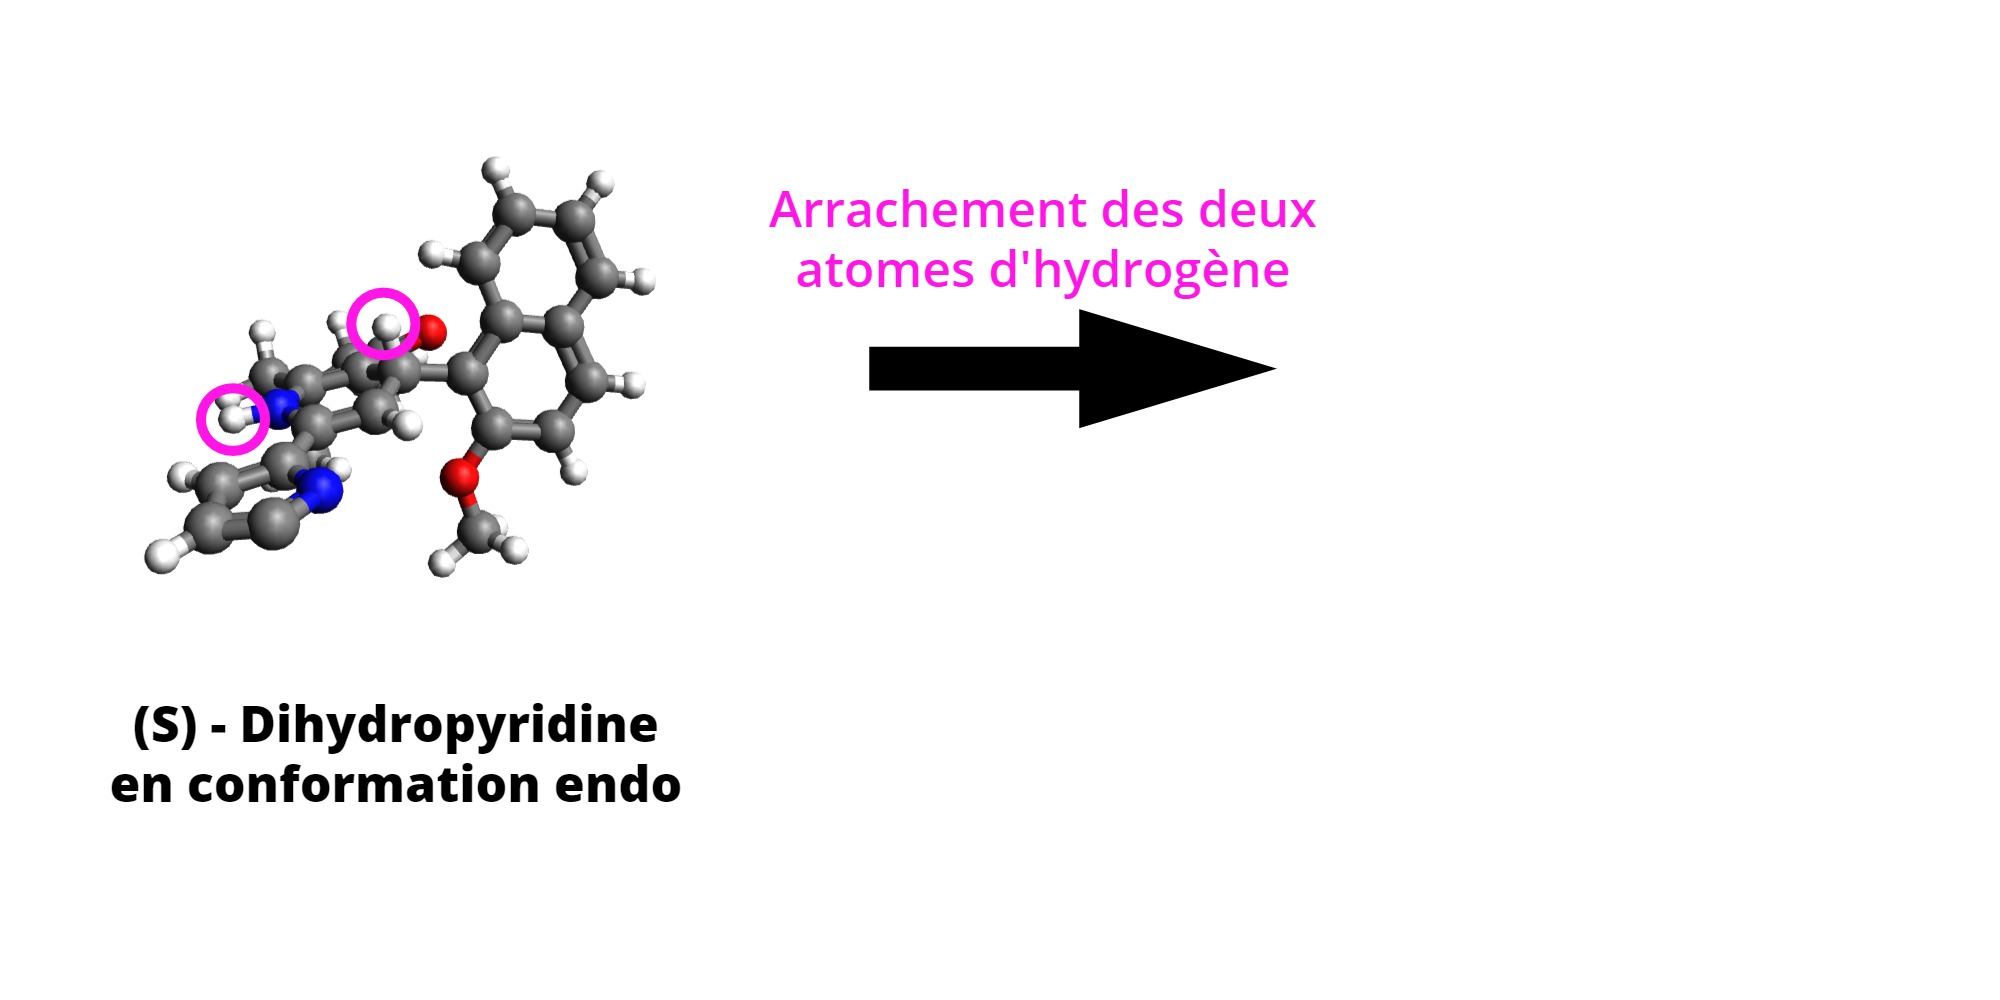 Arrachement des deux
atomes d'hydrogène
(S) - Dihydropyridine
en conformation endo